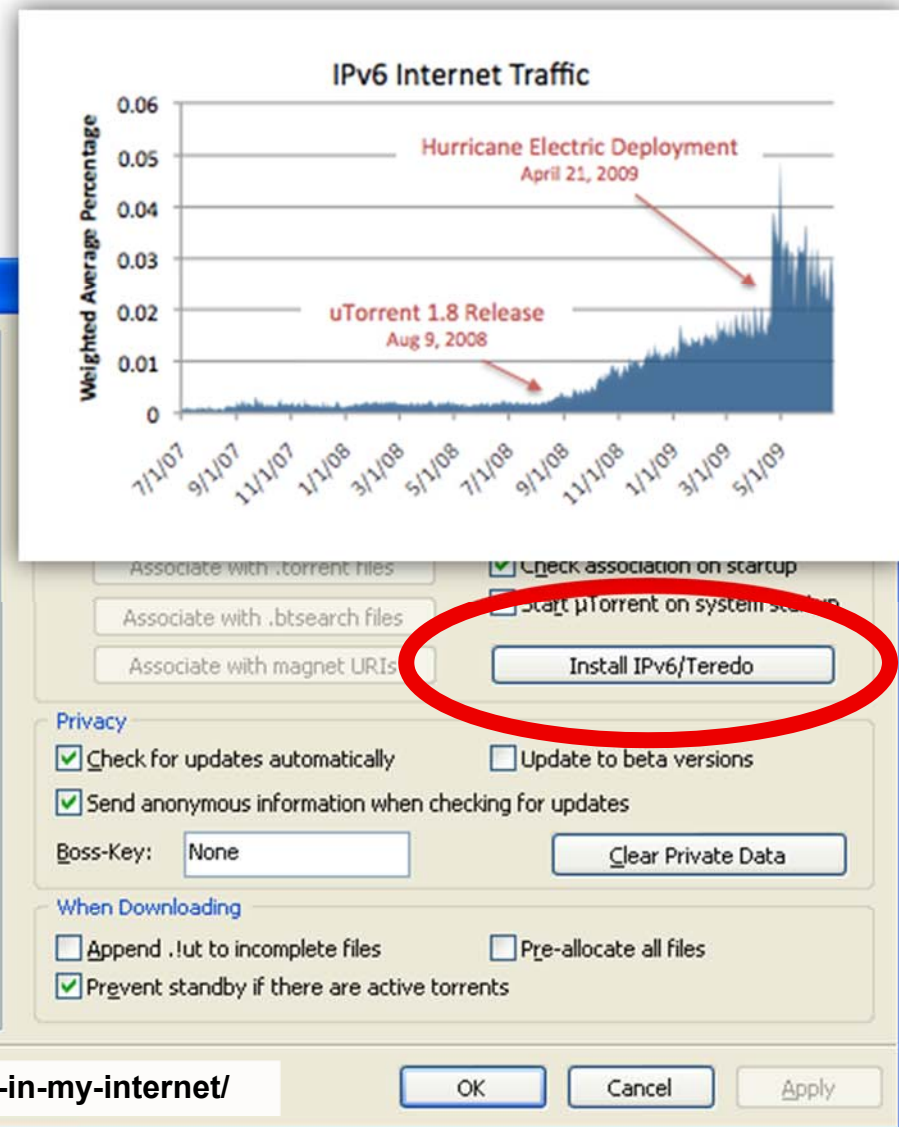 IPv6 Internet Traffic
Weighted Average Percentage
0.06
0.05
0.04
0.03
0.02
0.01
0
Hurricane Electric Deployment
April 21, 2009
uTorrent 1.8 Release
Aug 9, 2008
7/1/07
9/1/07
11/1/07
1/1/08
3/1/08
5/1/08
7/1/08
9/1/08
11/1/08
1/1/09
3/1/09
5/1/09
Associate with .torrent files
Check association on startup
Associate with .btsearch files
Start µTorrent on system startup
Associate with magnet URIs
Install IPv6/Teredo
Privacy
Check for updates automatically
Update to beta versions
Send anonymous information when checking for updates
Boss-Key: None
Clear Private Data
When Downloading
Append .!ut to incomplete files
Pre-allocate all files
Prevent standby if there are active torrents
-in-my-internet/
OK
Cancel
Apply